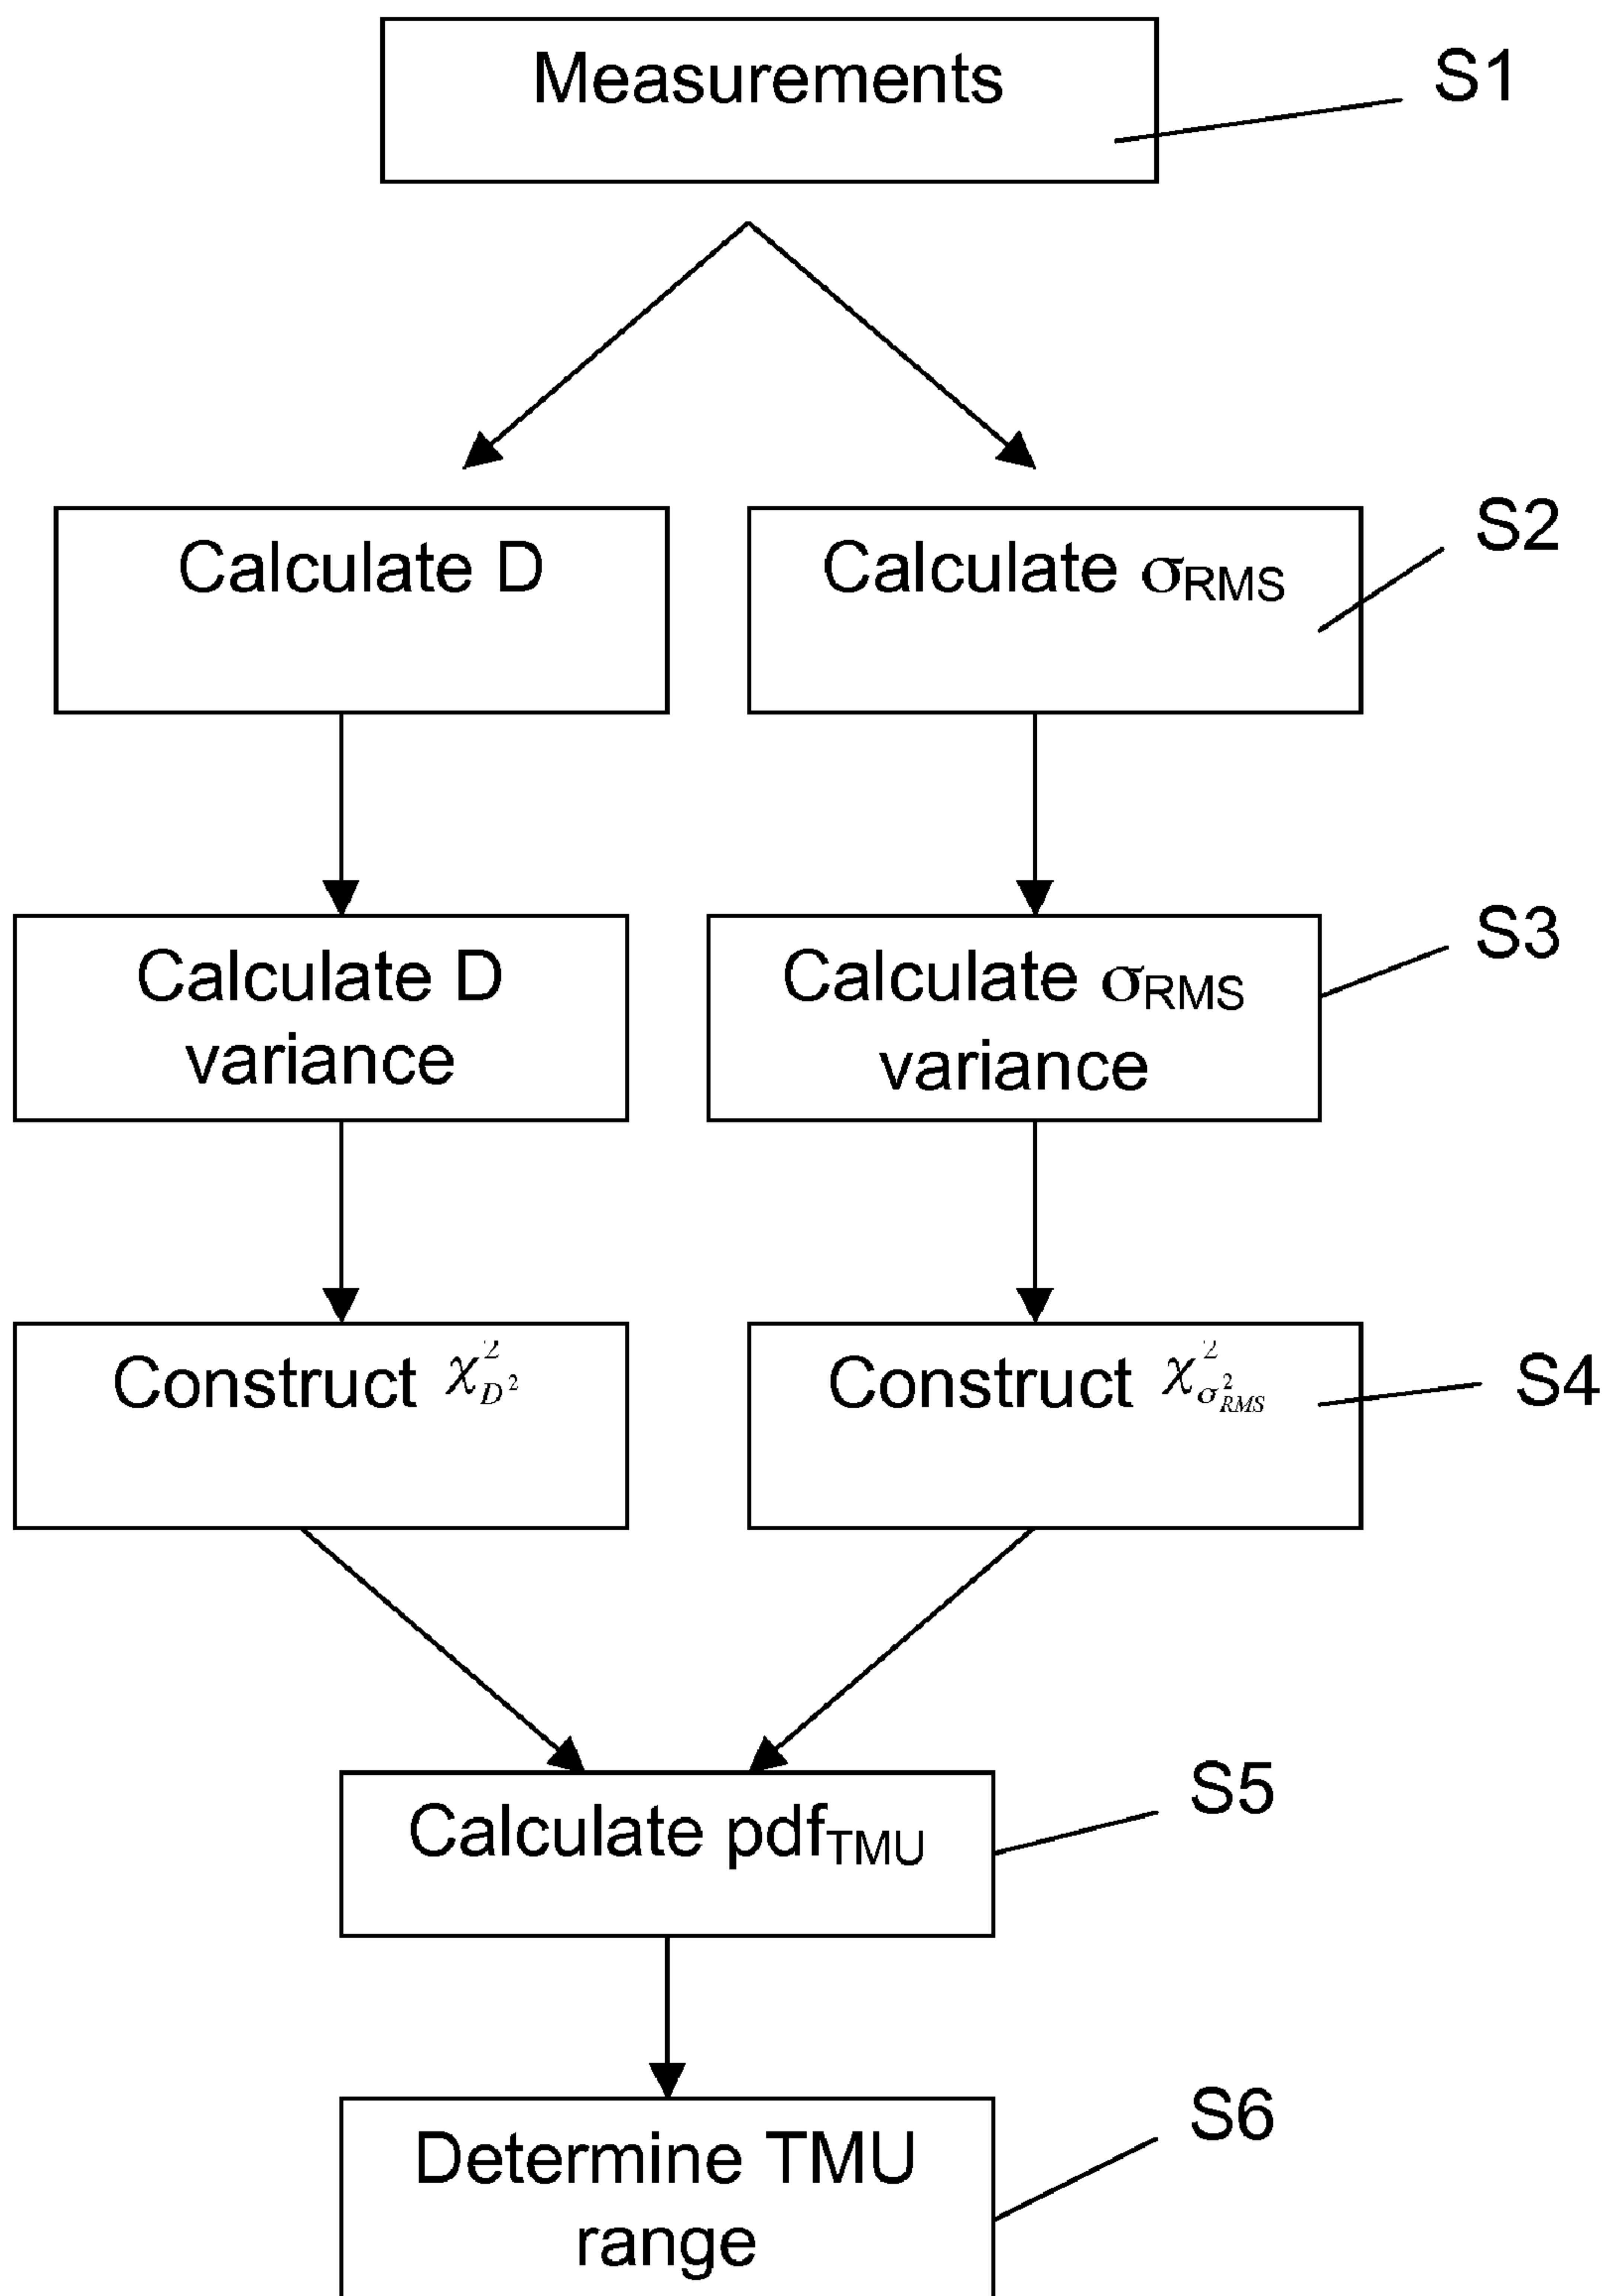 Measurements
S1
Calculate D
Calculate σRMS
S2
Calculate D
variance
Calculate σRMS
variance
S3
Construct χ²D²
Construct χ²σ²RMS
S4
Calculate pdfTMU
S5
Determine TMU
range
S6